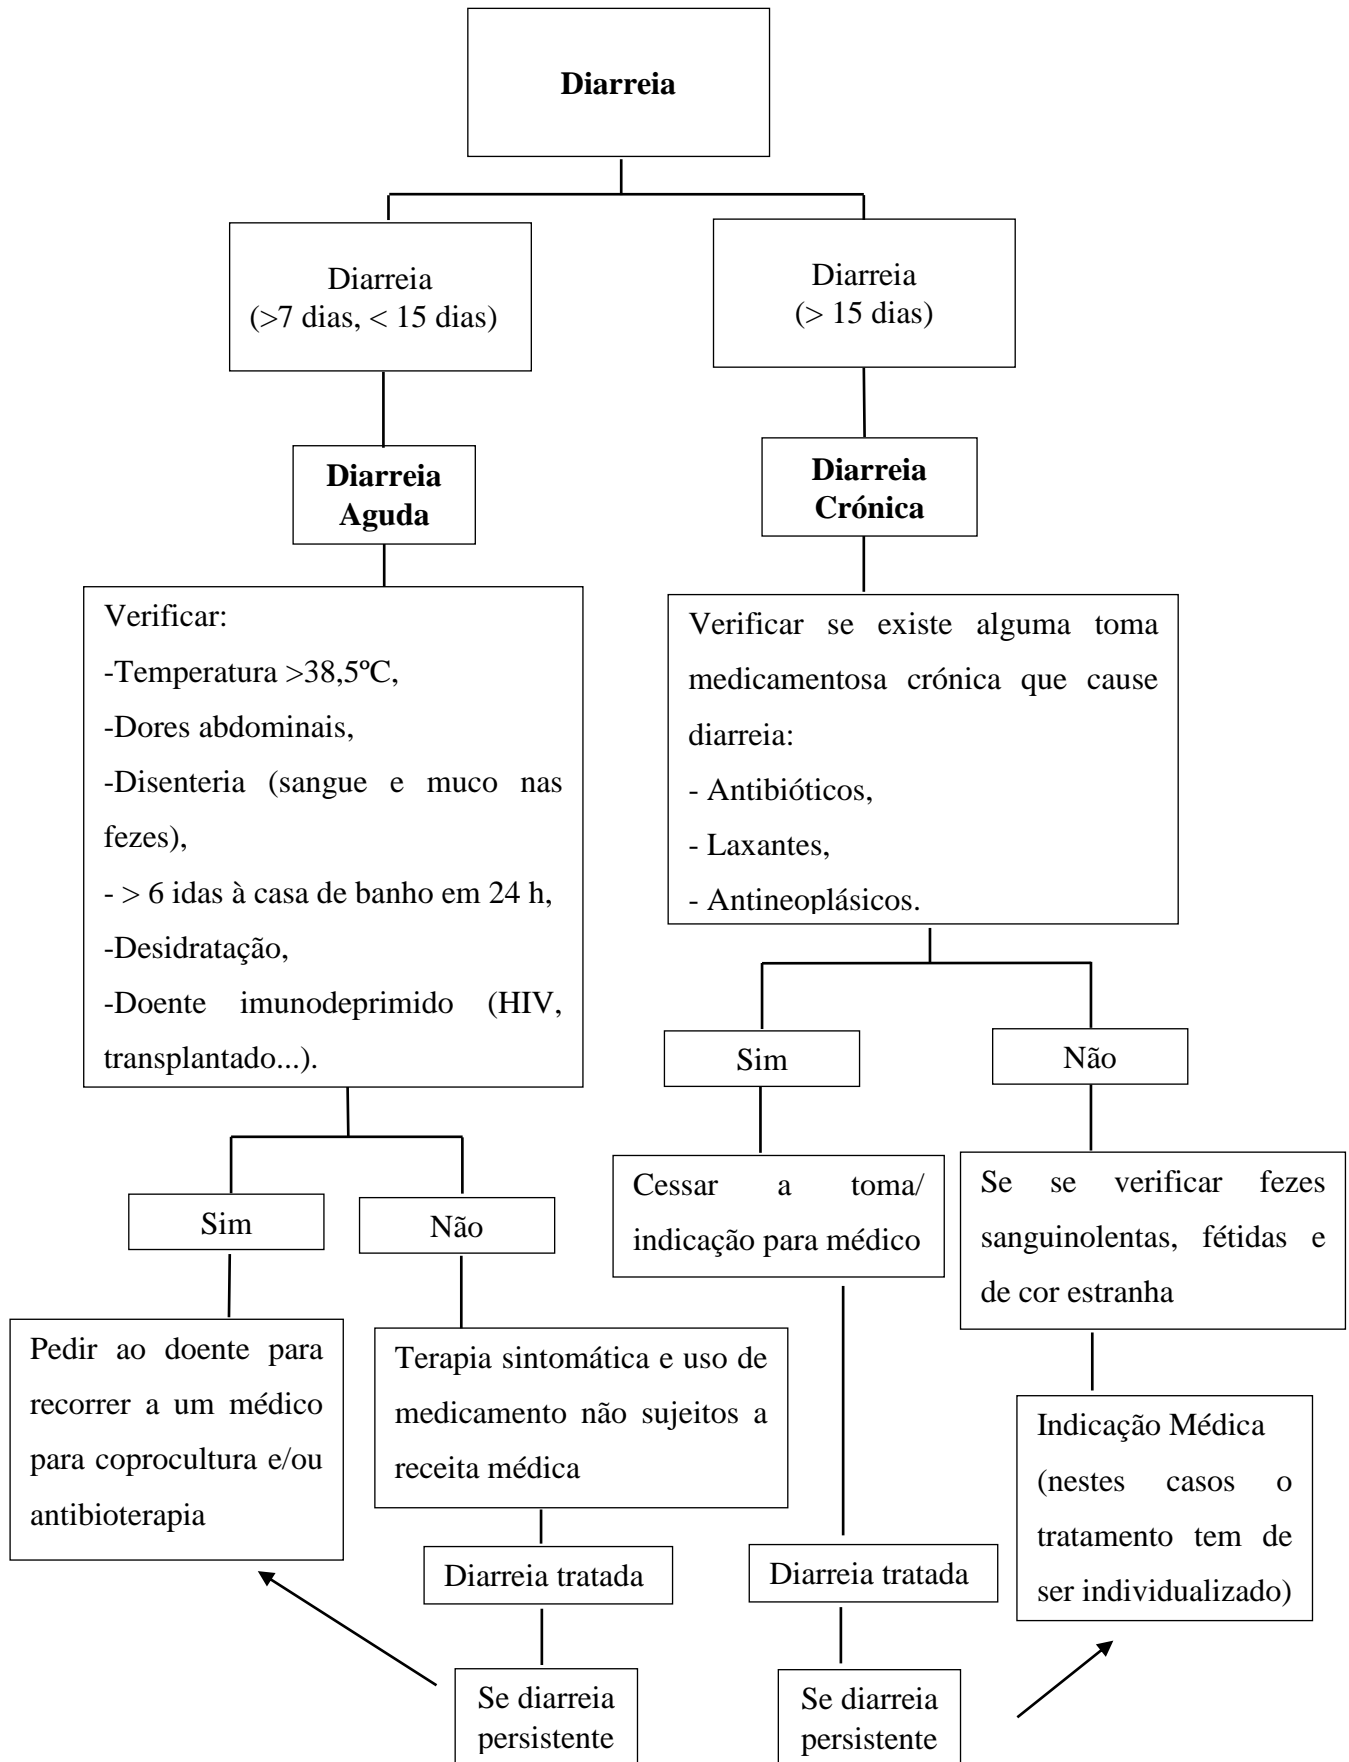 Diarreia
Diarreia
(>7 dias, < 15 dias)
Diarreia
(> 15 dias)
Diarreia
Aguda
Diarreia
Crónica
Verificar:
-Temperatura >38,5ºC,
-Dores abdominais,
-Disenteria (sangue e muco nas
fezes),
- > 6 idas à casa de banho em 24 h,
-Desidratação,
-Doente imunodeprimido (HIV,
transplantado...).
Verificar se existe alguma toma
medicamentosa crónica que cause
diarreia:
- Antibióticos,
- Laxantes,
- Antineoplásicos.
Sim
Não
Sim
Não
Cessar a toma/
indicação para médico
Se se verificar fezes
sanguinolentas, fétidas e
de cor estranha
Pedir ao doente para
recorrer a um médico
para coprocultura e/ou
antibioterapia
Terapia sintomática e uso de
medicamento não sujeitos a
receita médica
Indicação Médica
(nestes casos o
tratamento tem de
ser individualizado)
Diarreia tratada
Diarreia tratada
Se diarreia
persistente
Se diarreia
persistente